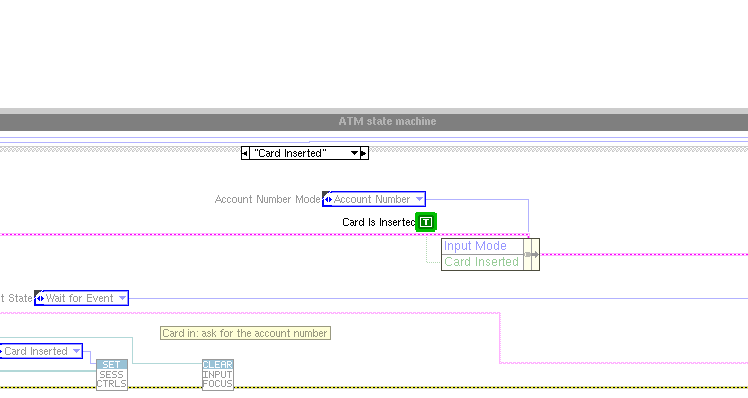 ATM state machine
"Card Inserted"
Account Number Mode Account Number
Card Is Insertec T
Input Mode
Card Inserted
t State Wait for Event
Card in: ask for the account number
Card Inserted
SET
SESS
CTRLS
CLEAR
INPUT
FOCUS